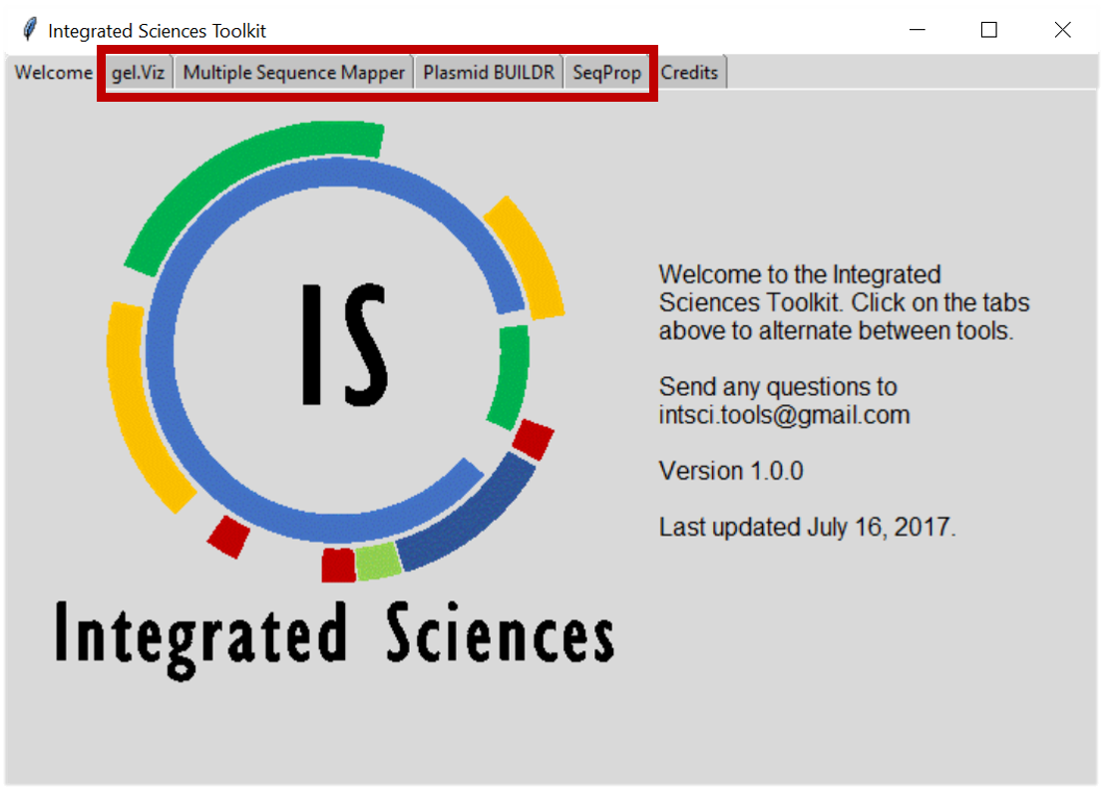 Integrated Sciences Toolkit
Welcome gel.Viz Multiple Sequence Mapper Plasmid BUILDR SeqProp Credits
IS
Integrated Sciences
Welcome to the Integrated
Sciences Toolkit. Click on the tabs
above to alternate between tools.
Send any questions to
intsci.tools@gmail.com
Version 1.0.0
Last updated July 16, 2017.